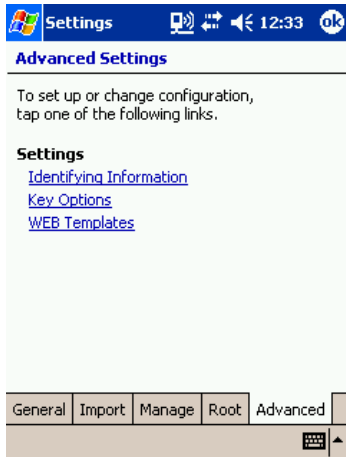 Settings 12:33 ok
Advanced Settings
To set up or change configuration,
tap one of the following links.
Settings
Identifying Information
Key Options
WEB Templates
General Import Manage Root Advanced